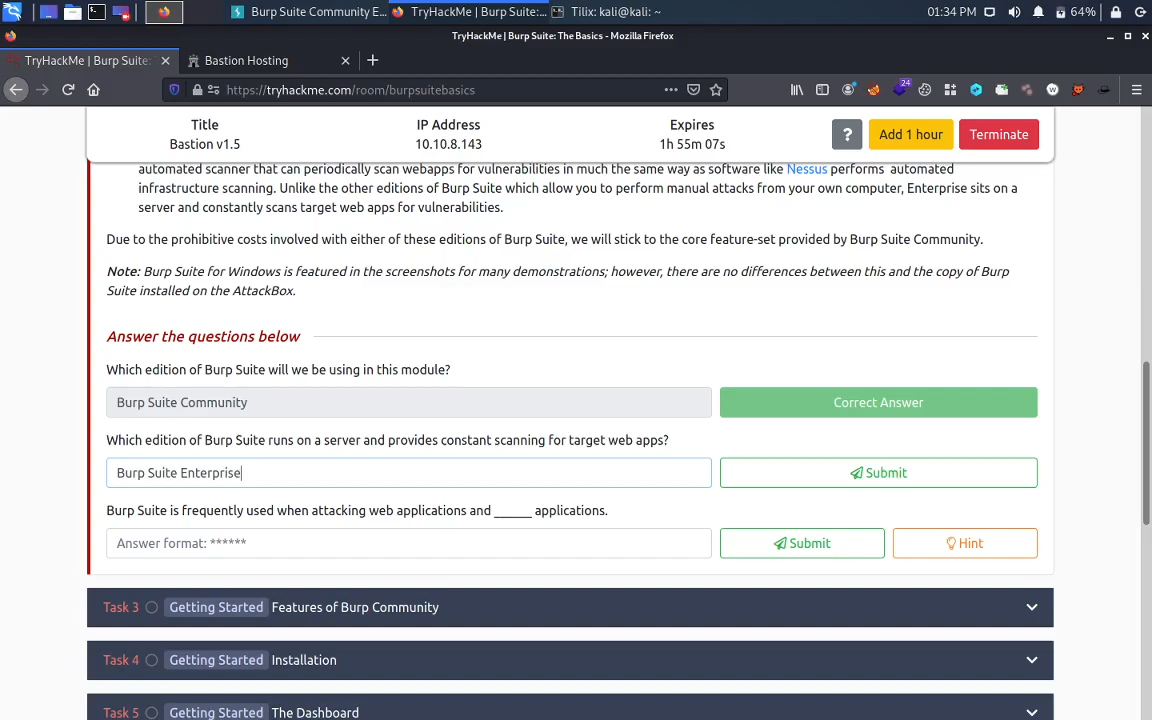 Burp Suite Community E...
TryHackMe | Burp Suite:...
Tilix: kali@kali: ~
01:34 PM
64%
TryHackMe | Burp Suite: The Basics - Mozilla Firefox
TryHackMe | Burp Suite:
Bastion Hosting
https://tryhackme.com/room/burpsuitebasics
24
Title
IP Address
Expires
Bastion v1.5
10.10.8.143
1h 55m 07s
?
Add 1 hour
Terminate
automated scanner that can periodically scan webapps for vulnerabilities in much the same way as software like Nessus performs automated
infrastructure scanning. Unlike the other editions of Burp Suite which allow you to perform manual attacks from your own computer, Enterprise sits on a
server and constantly scans target web apps for vulnerabilities.
Due to the prohibitive costs involved with either of these editions of Burp Suite, we will stick to the core feature-set provided by Burp Suite Community.
Note: Burp Suite for Windows is featured in the screenshots for many demonstrations; however, there are no differences between this and the copy of Burp
Suite installed on the AttackBox.
Answer the questions below
Which edition of Burp Suite will we be using in this module?
Burp Suite Community
Correct Answer
Which edition of Burp Suite runs on a server and provides constant scanning for target web apps?
Burp Suite Enterprise
Submit
Burp Suite is frequently used when attacking web applications and ______ applications.
Answer format: ******
Submit
Hint
Task 3 Getting Started Features of Burp Community
Task 4 Getting Started Installation
Task 5 Getting Started The Dashboard